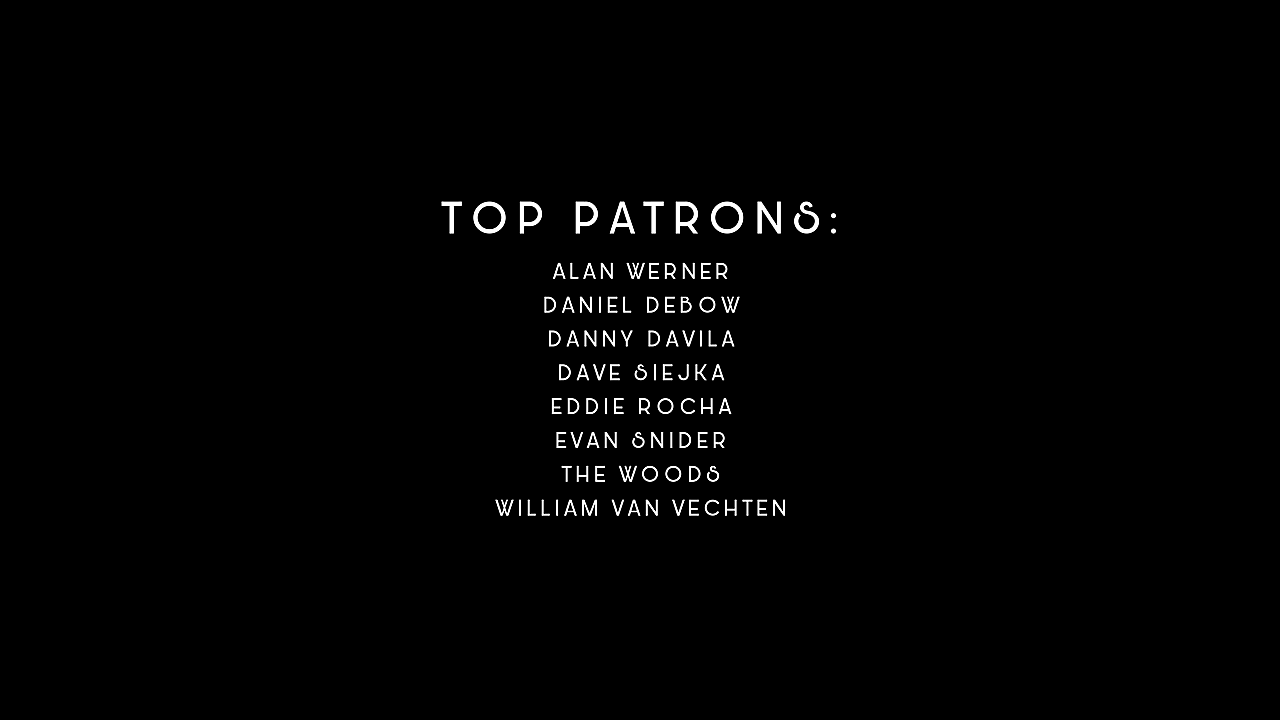 TOP PATRONS:
ALAN WERNER
DANIEL DEBOW
DANNY DAVILA
DAVE SIEJKA
EDDIE ROCHA
EVAN SNIDER
THE WOODS
WILLIAM VAN VECHTEN